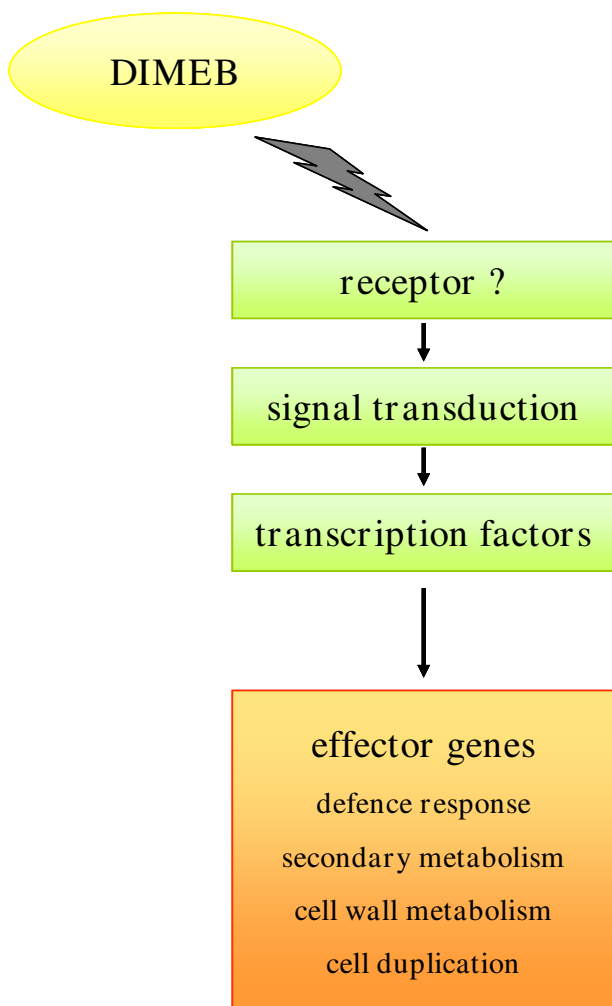 DIMEB
receptor ?
signal transduction
transcription factors
effector genes
defence response
secondary metabolism
cell wall metabolism
cell duplication